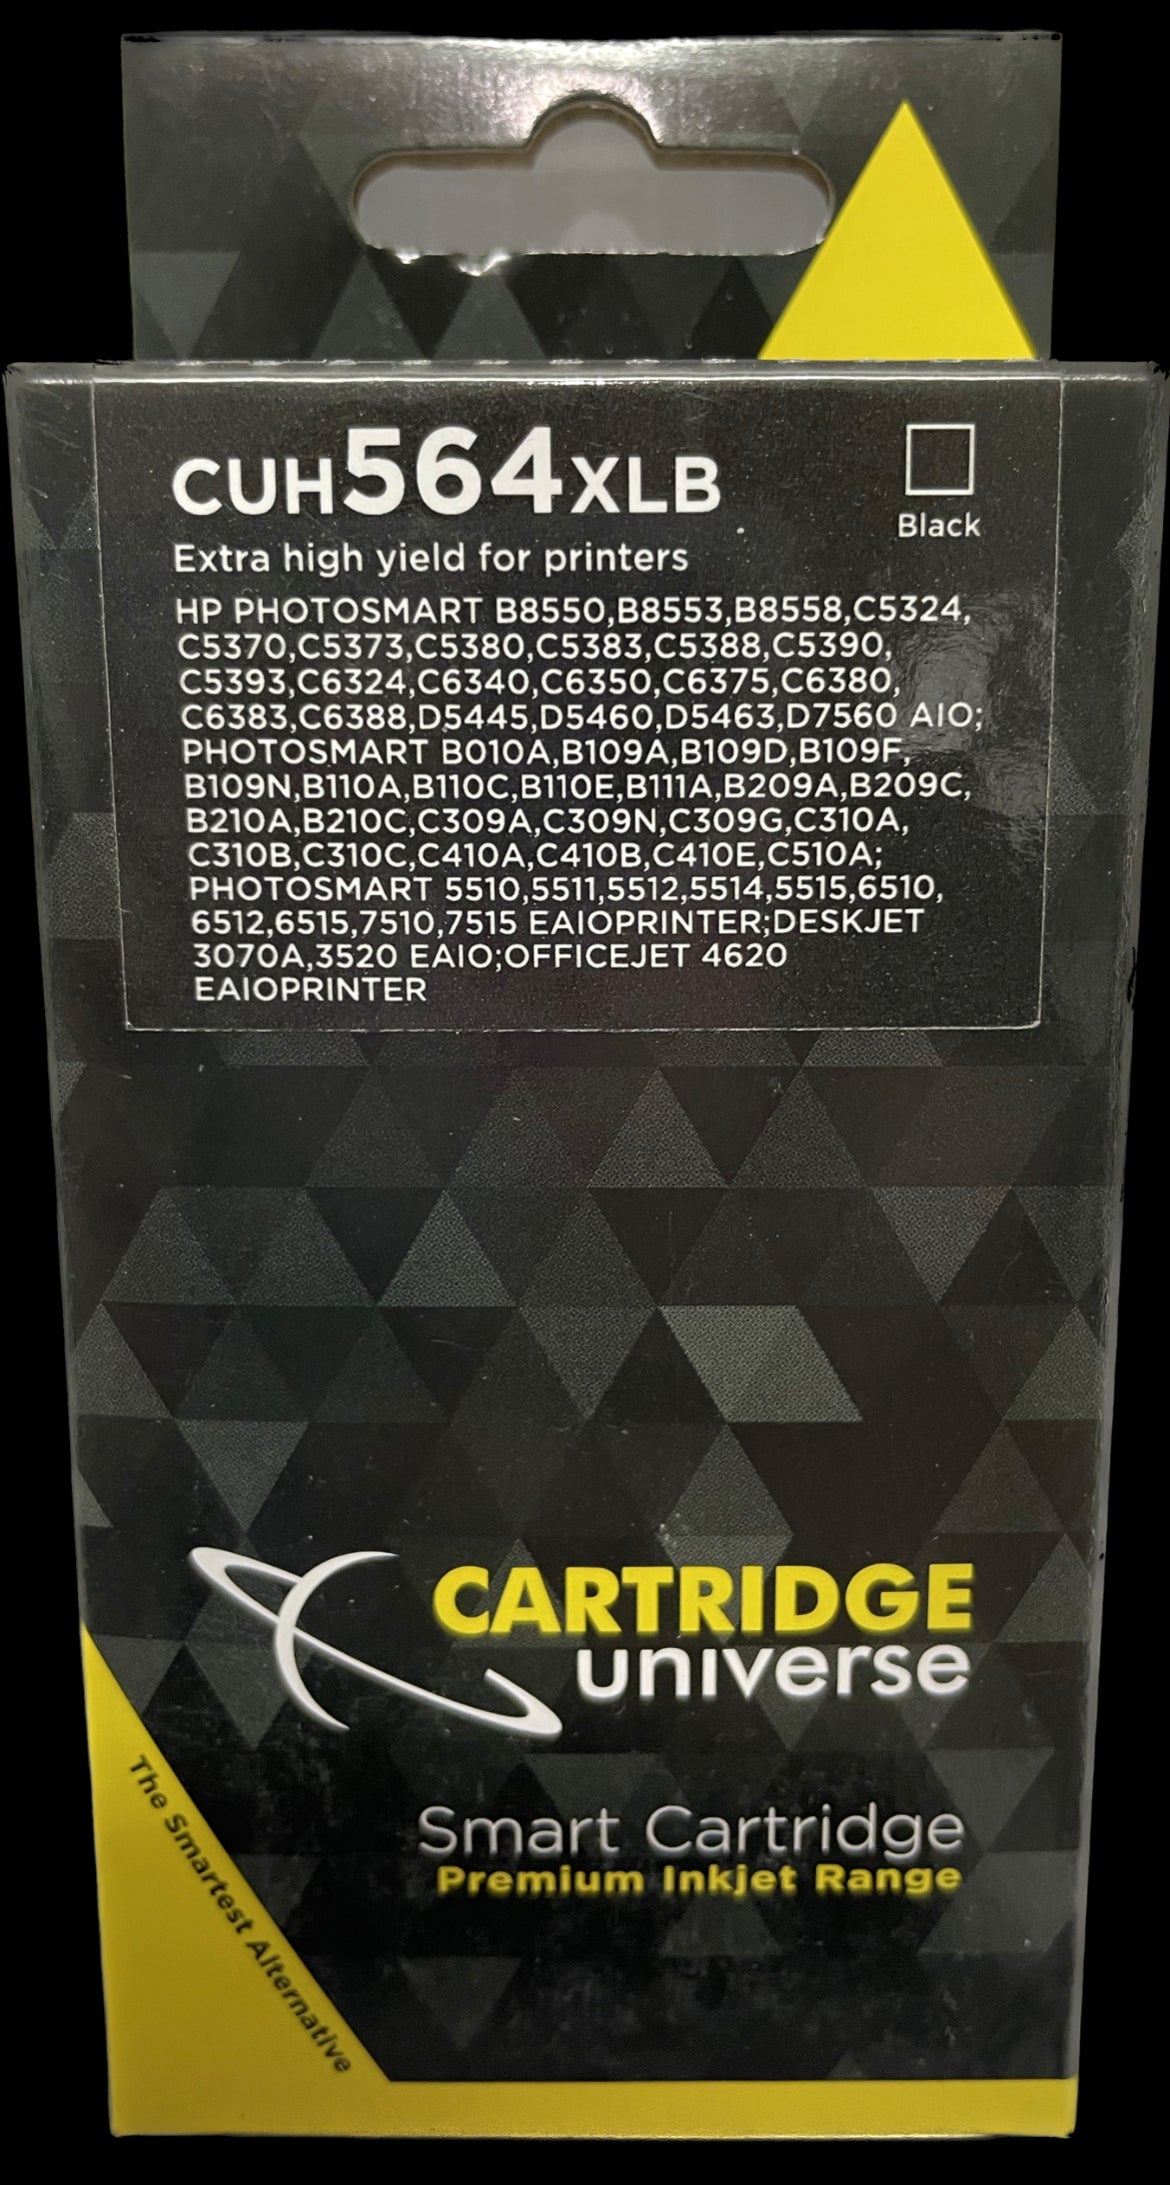 CUH564XLB
Black
Extra high yield for printers
HP PHOTOSMART B8550,B8553,B8558,C5324,
C5370,C5373,C5380,C5383,C5388,C5390,
C5393,C6324,C6340,C6350,C6375,C6380,
C6383,C6388,D5445,D5460,D5463,D7560 AIO;
PHOTOSMART B010A,B109A,B109D,B109F,
B109N,B110A,B110C,B110E,B111A,B209A,B209C,
B210A,B210C,C309A,C309N,C309G,C310A,
C310B,C310C,C410A,C410B,C410E,C510A;
PHOTOSMART 5510,5511,5512,5514,5515,6510,
6512,6515,7510,7515 EAIOPRINTER;DESKJET
3070A,3520 EAIO;OFFICEJET 4620
EAIOPRINTER
CARTRIDGE
universe
Smart Cartridge
Premium Inkjet Range
The Smartest Alternative